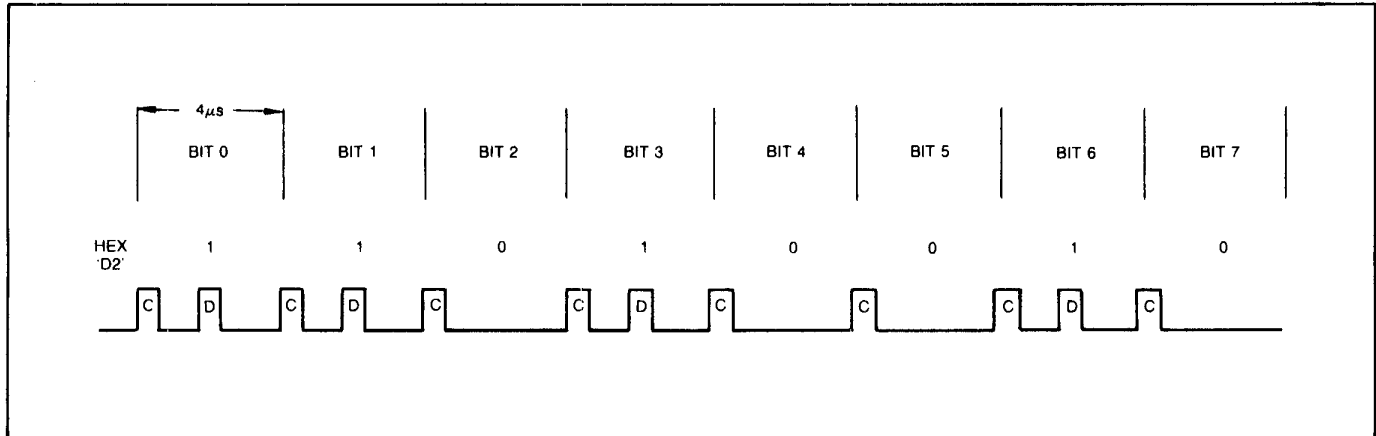 4μs
BIT 0 BIT 1 BIT 2 BIT 3 BIT 4 BIT 5 BIT 6 BIT 7
HEX 1 1 0 1 0 0 1 0
'D2'
C D C D C C D C C C D C